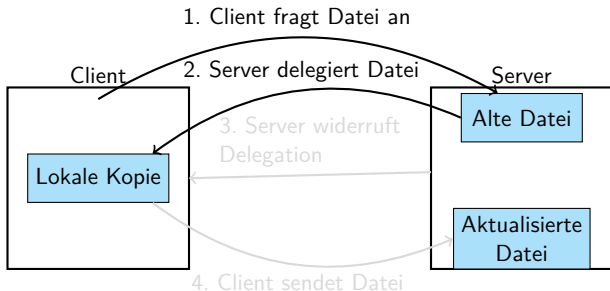 1. Client fragt Datei an
Client
2. Server delegiert Datei
Server
Alte Datei
3. Server widerruft
Delegation
Lokale Kopie
Aktualisierte
Datei
4. Client sendet Datei